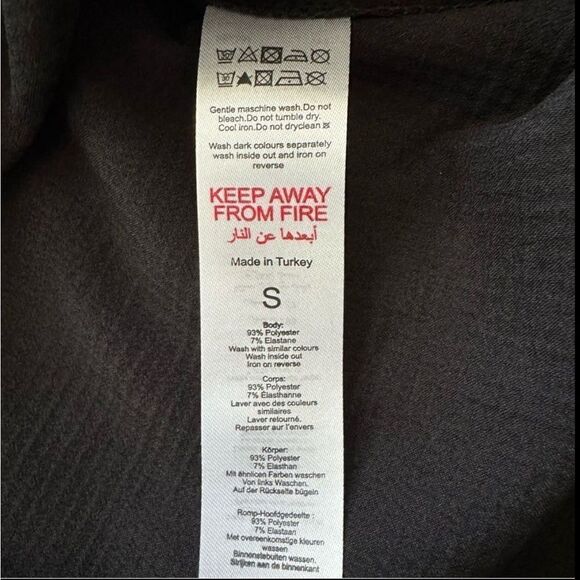 Gentle maschine wash.Do not
bleach.Do not tumble dry.
Cool iron.Do not dryclean
Wash dark colours separately
wash inside out and iron on
reverse
KEEP AWAY
FROM FIRE
أبعدها عن النار
Made in Turkey
S
Body:
93% Polyester
7% Elastane
Wash with similar colours
Wash inside out
Iron on reverse
Corps:
93% Polyester
7% Élasthanne
Laver avec des couleurs
similaires
Laver retourné.
Repasser aur l'envers
Körper:
93% Polyester
7% Elasthan
Mit ähnlicen Farben waschen
Von links Waschen.
Auf der Rückseite bügeln
Romp-Hoofdgedeelte :
93% Polyester
7% Elastaan
Met overeenkomstige kleuren
wassen
Binnenstebuiten wassen.
Strijken aan de binnenkant